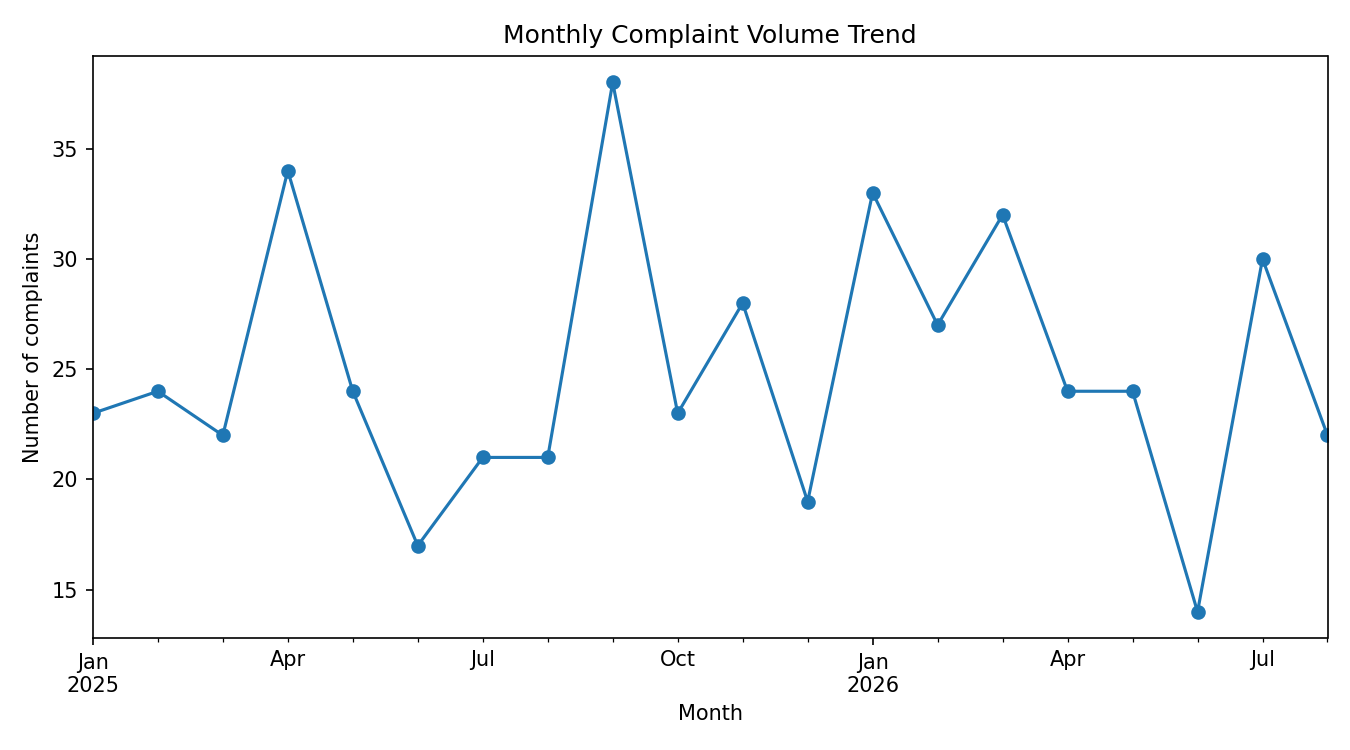 Monthly Complaint Volume Trend
Number of complaints
35
30
25
20
15
Jan Apr Jul Oct Jan Apr Jul
2025 2026
Month